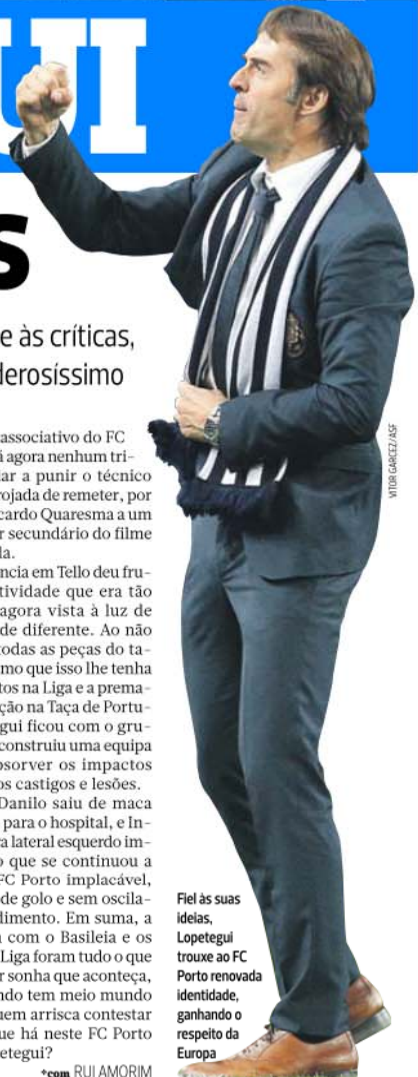 UI
s
e às críticas,
derosíssimo
associativo do FC
á agora nenhum tri-
ar a punir o técnico
rojada de remeter, por
cardo Quaresma a um
r secundário do filme
la.
ncia em Tello deu fru-
tividade que era tão
agora vista à luz de
de diferente. Ao não
todas as peças do ta-
mo que isso lhe tenha
tos na Liga e a prema-
ção na Taça de Portu-
gui ficou com o gru-
construiu uma equipa
bsorver os impactos
os castigos e lesões.
Danilo saiu de maca
para o hospital, e In-
ra lateral esquerdo im-
o que se continuou a
FC Porto implacável,
de golo e sem oscila-
dimento. Em suma, a
a com o Basileia e os
Liga foram tudo o que
r sonha que aconteça,
ndo tem meio mundo
uem arrisca contestar
ue há neste FC Porto
petegui?
*com RUI AMORIM
VITOR GARCEZ/ASF
Fiel às suas
ideias,
Lopetegui
trouxe ao FC
Porto renovada
identidade,
ganhando o
respeito da
Europa